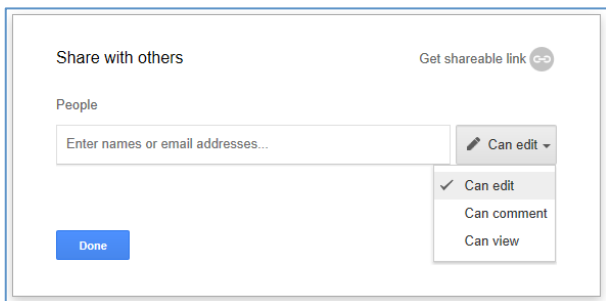 Share with others
Get shareable link
People
Enter names or email addresses...
Can edit
Can edit
Can comment
Can view
Done